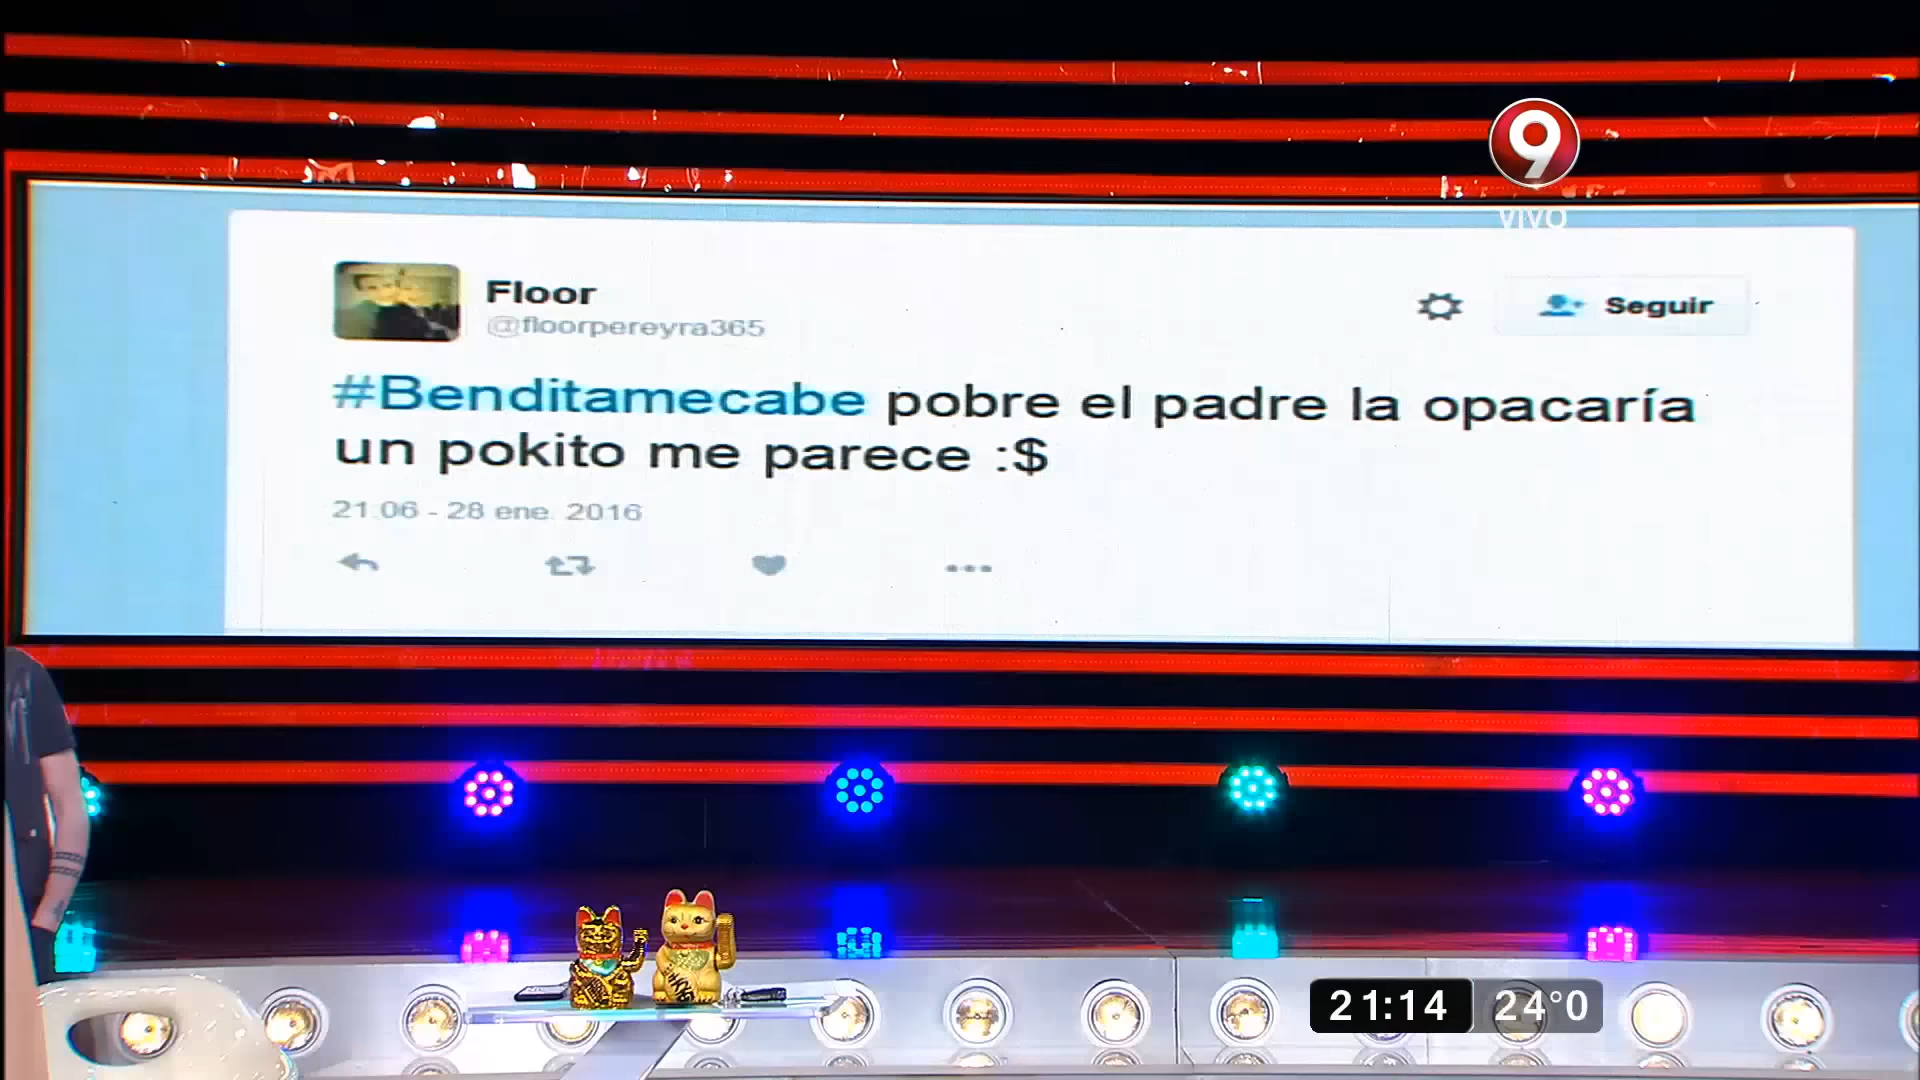 9
VIVO
Floor
@floorpereyra365
Seguir
#Benditamecabe pobre el padre la opacaría
un pokito me parece :$
21:06 - 28 ene. 2016
21:14 24°0